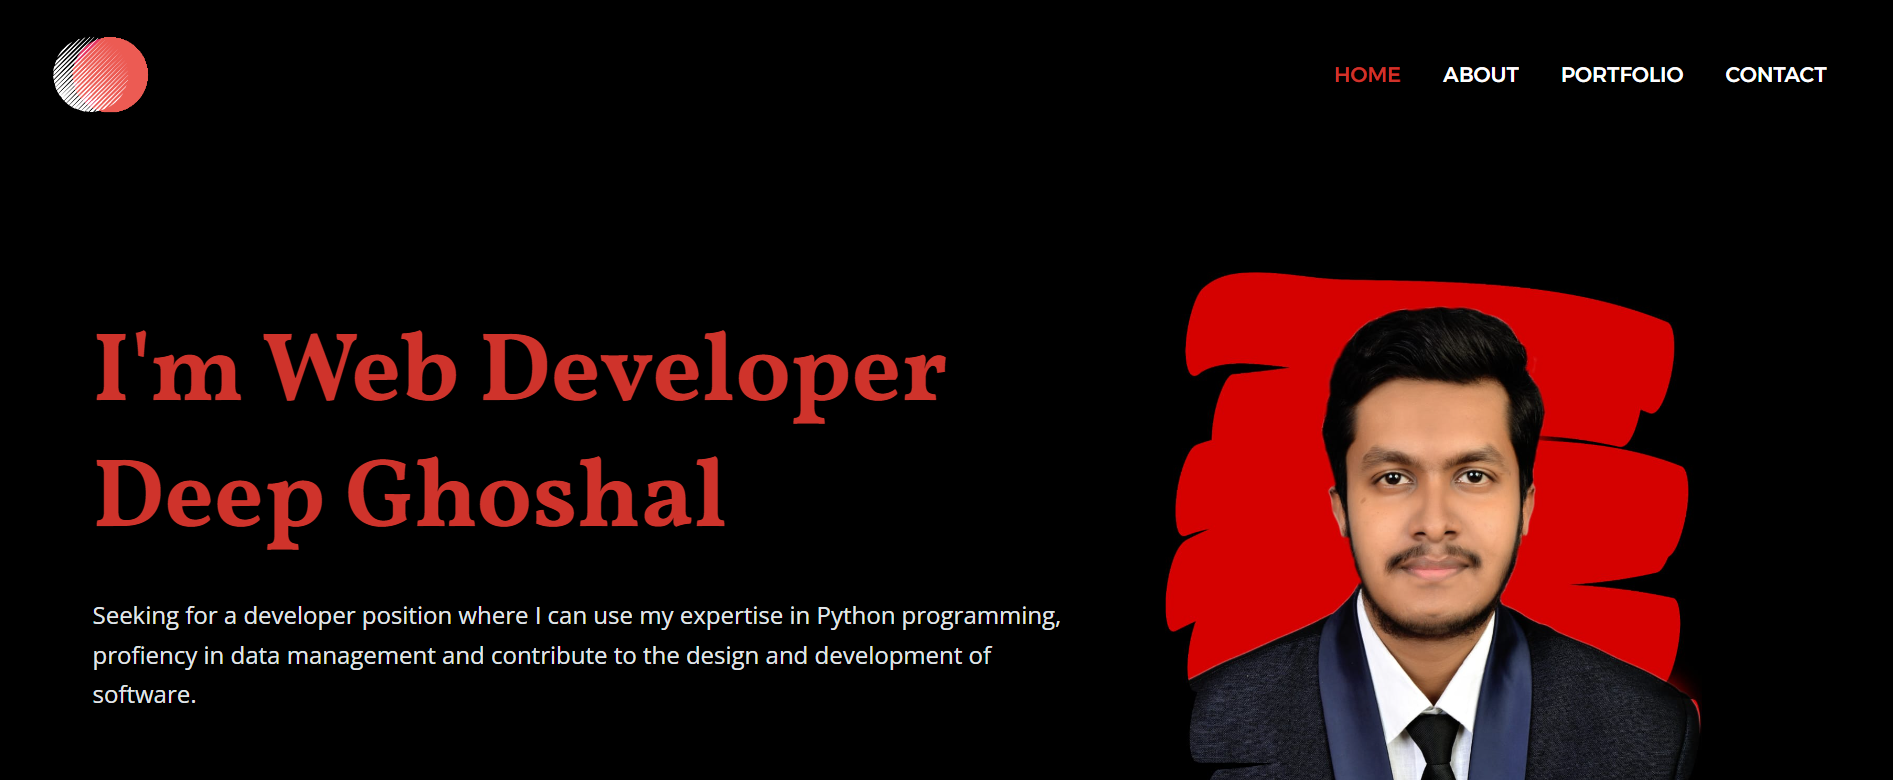 HOME ABOUT PORTFOLIO CONTACT
I'm Web Developer
Deep Ghoshal
Seeking for a developer position where I can use my expertise in Python programming,
profiency in data management and contribute to the design and development of
software.